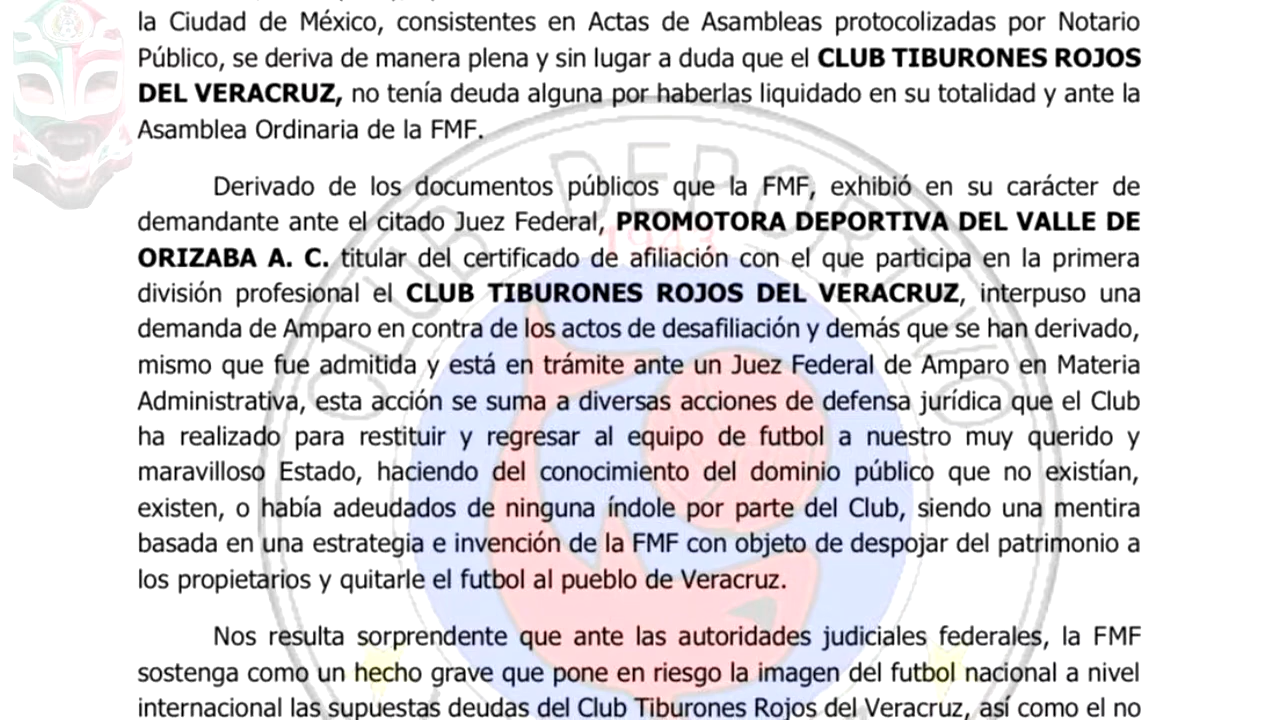 la Ciudad de México, consistentes en Actas de Asambleas protocolizadas por Notario
Público, se deriva de manera plena y sin lugar a duda que el CLUB TIBURONES ROJOS
DEL VERACRUZ, no tenía deuda alguna por haberlas liquidado en su totalidad y ante la
Asamblea Ordinaria de la FMF.
Derivado de los documentos públicos que la FMF, exhibió en su carácter de
demandante ante el citado Juez Federal, PROMOTORA DEPORTIVA DEL VALLE DE
ORIZABA A. C. titular del certificado de afiliación con el que participa en la primera
división profesional el CLUB TIBURONES ROJOS DEL VERACRUZ, interpuso una
demanda de Amparo en contra de los actos de desafiliación y demás que se han derivado,
mismo que fue admitida y está en trámite ante un Juez Federal de Amparo en Materia
Administrativa, esta acción se suma a diversas acciones de defensa jurídica que el Club
ha realizado para restituir y regresar al equipo de futbol a nuestro muy querido y
maravilloso Estado, haciendo del conocimiento del dominio público que no existían,
existen, o había adeudados de ninguna índole por parte del Club, siendo una mentira
basada en una estrategia e invención de la FMF con objeto de despojar del patrimonio a
los propietarios y quitarle el futbol al pueblo de Veracruz.
Nos resulta sorprendente que ante las autoridades judiciales federales, la FMF
sostenga como un hecho grave que pone en riesgo la imagen del futbol nacional a nivel
internacional las supuestas deudas del Club Tiburones Rojos del Veracruz, así como el no
CLUB DEPORTIVO
1943